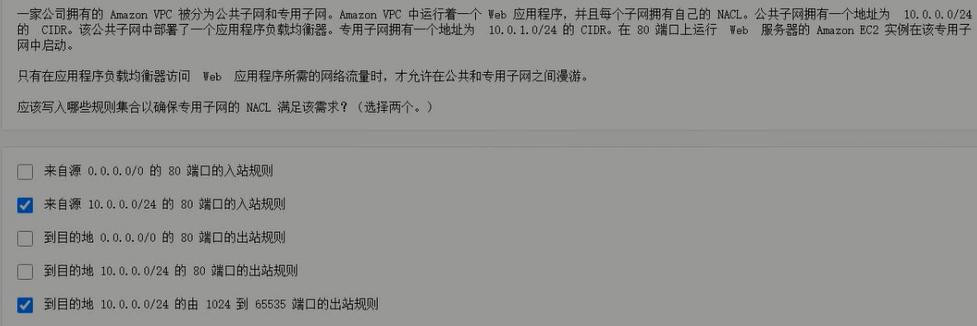 一家公司拥有的 Amazon VPC 被分为公共子网和专用子网。Amazon VPC 中运行着一个 Web 应用程序，并且每个子网拥有自己的 NACL。公共子网拥有一个地址为 10.0.0.0/24
的 CIDR。该公共子网中部署了一个应用程序负载均衡器。专用子网拥有一个地址为 10.0.1.0/24 的 CIDR。在 80 端口上运行 Web 服务器的 Amazon EC2 实例在该专用子
网中启动。
只有在应用程序负载均衡器访问 Web 应用程序所需的网络流量时，才允许在公共和专用子网之间漫游。
应该写入哪些规则集合以确保专用子网的 NACL 满足该需求？（选择两个。）
来自源 0.0.0.0/0 的 80 端口的入站规则
来自源 10.0.0.0/24 的 80 端口的入站规则
到目的地 0.0.0.0/0 的 80 端口的出站规则
到目的地 10.0.0.0/24 的 80 端口的出站规则
到目的地 10.0.0.0/24 的由 1024 到 65535 端口的出站规则